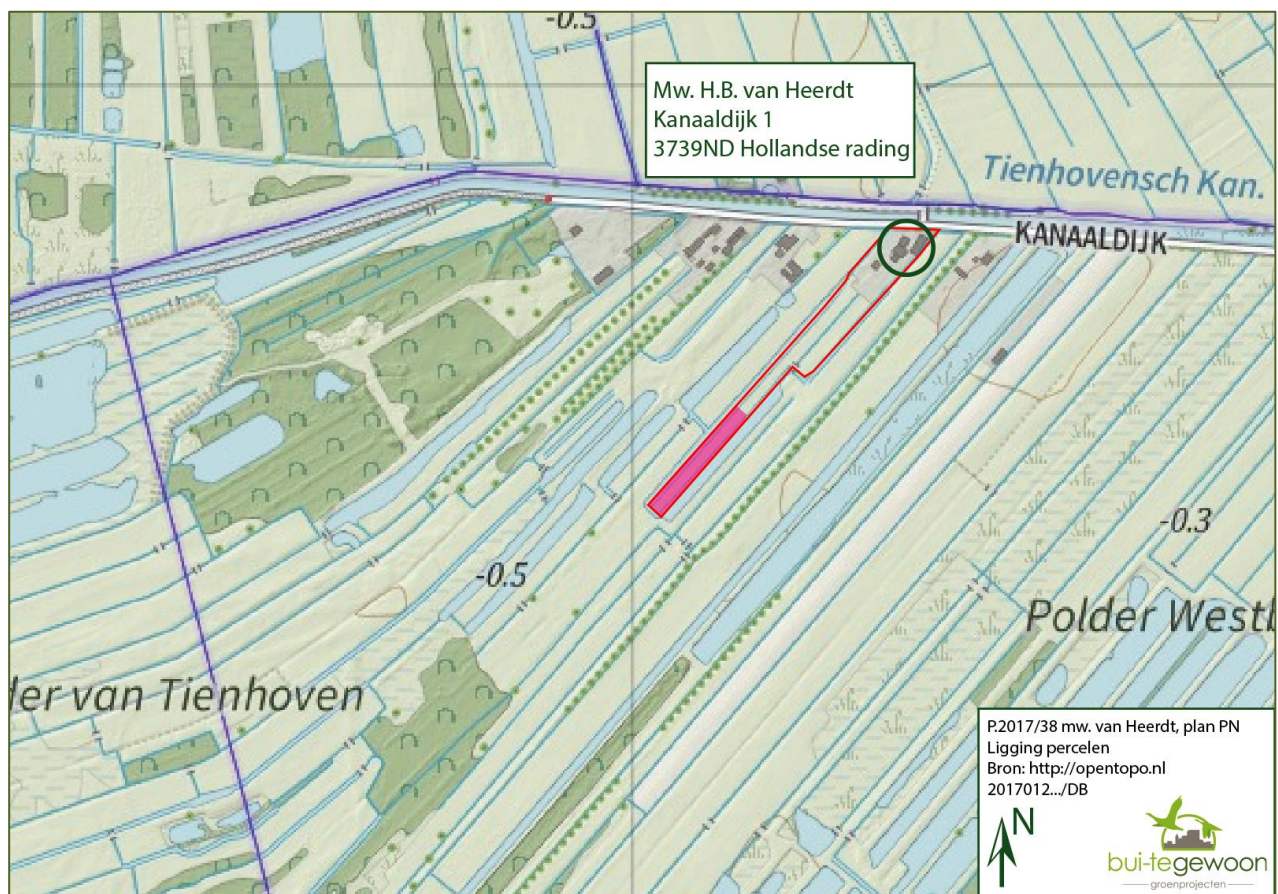 -0.5
Mw. H.B. van Heerdt
Kanaaldijk 1
3739ND Hollandse rading
Tienhovensch Kan.
KANAALDIJK
-0.3
-0.5
Polder Westb
der van Tienhoven
P.2017/38 mw. van Heerdt, plan PN
Ligging percelen
Bron: http://opentopo.nl
2017012.../DB
N
bui-tegewoon
groenprojecten